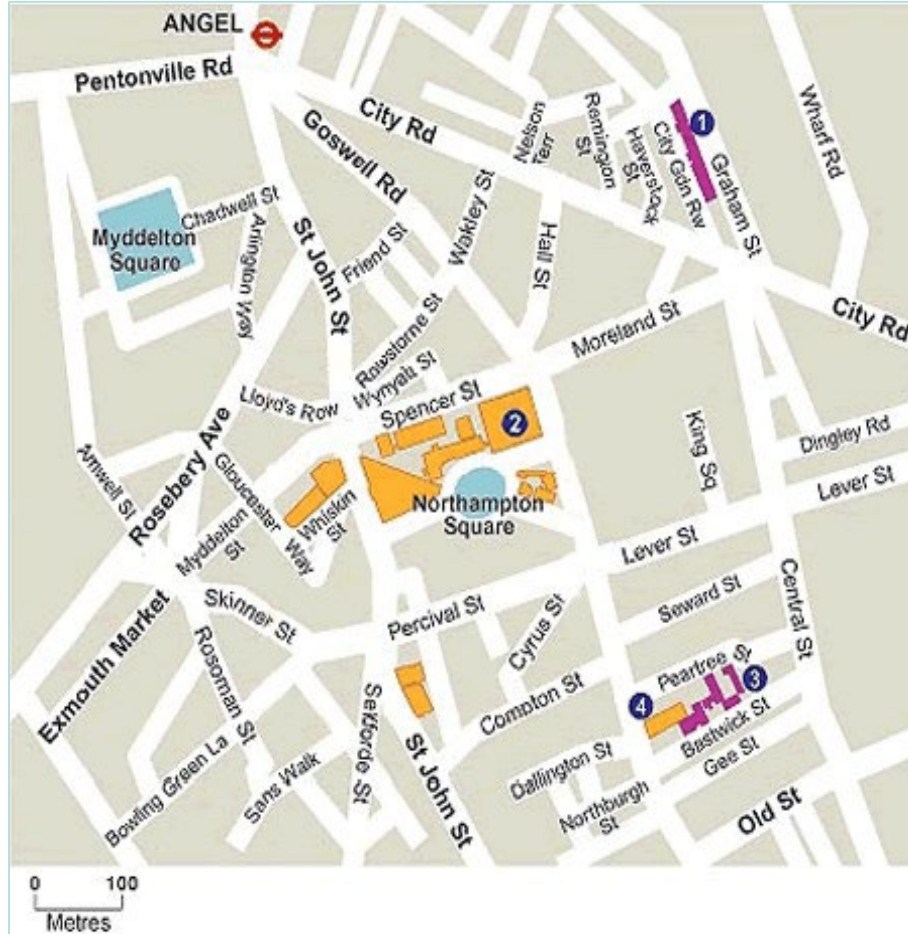 ANGEL
Pentonville Rd
City Rd
Goswell Rd
Nelson
Terr
Remington
St
Haverstock
St
City Gdn Rw
1
Graham St
Wharf Rd
Chadwell St
Myddelton
Square
Arlington Way
St John St
Friend St
Wakley St
Hall St
Rawstorne St
Wynyatt St
Moreland St
City Rd
Lloyd's Row
Spencer St
2
Rosebery Ave
Amwell St
Gloucester
Way
Whiskin
St
Northampton
Square
King Sq
Dingley Rd
Lever St
Lever St
Myddelton
St
Exmouth Market
Skinner St
Rosoman St
Percival St
Cyrus St
Seward St
Central St
Peartree St
3
4
Compton St
Bastwick St
Gee St
Sekforde St
St John St
Dallington St
Northburgh
St
Old St
Bowling Green La
Sans Walk
0 100
Metres